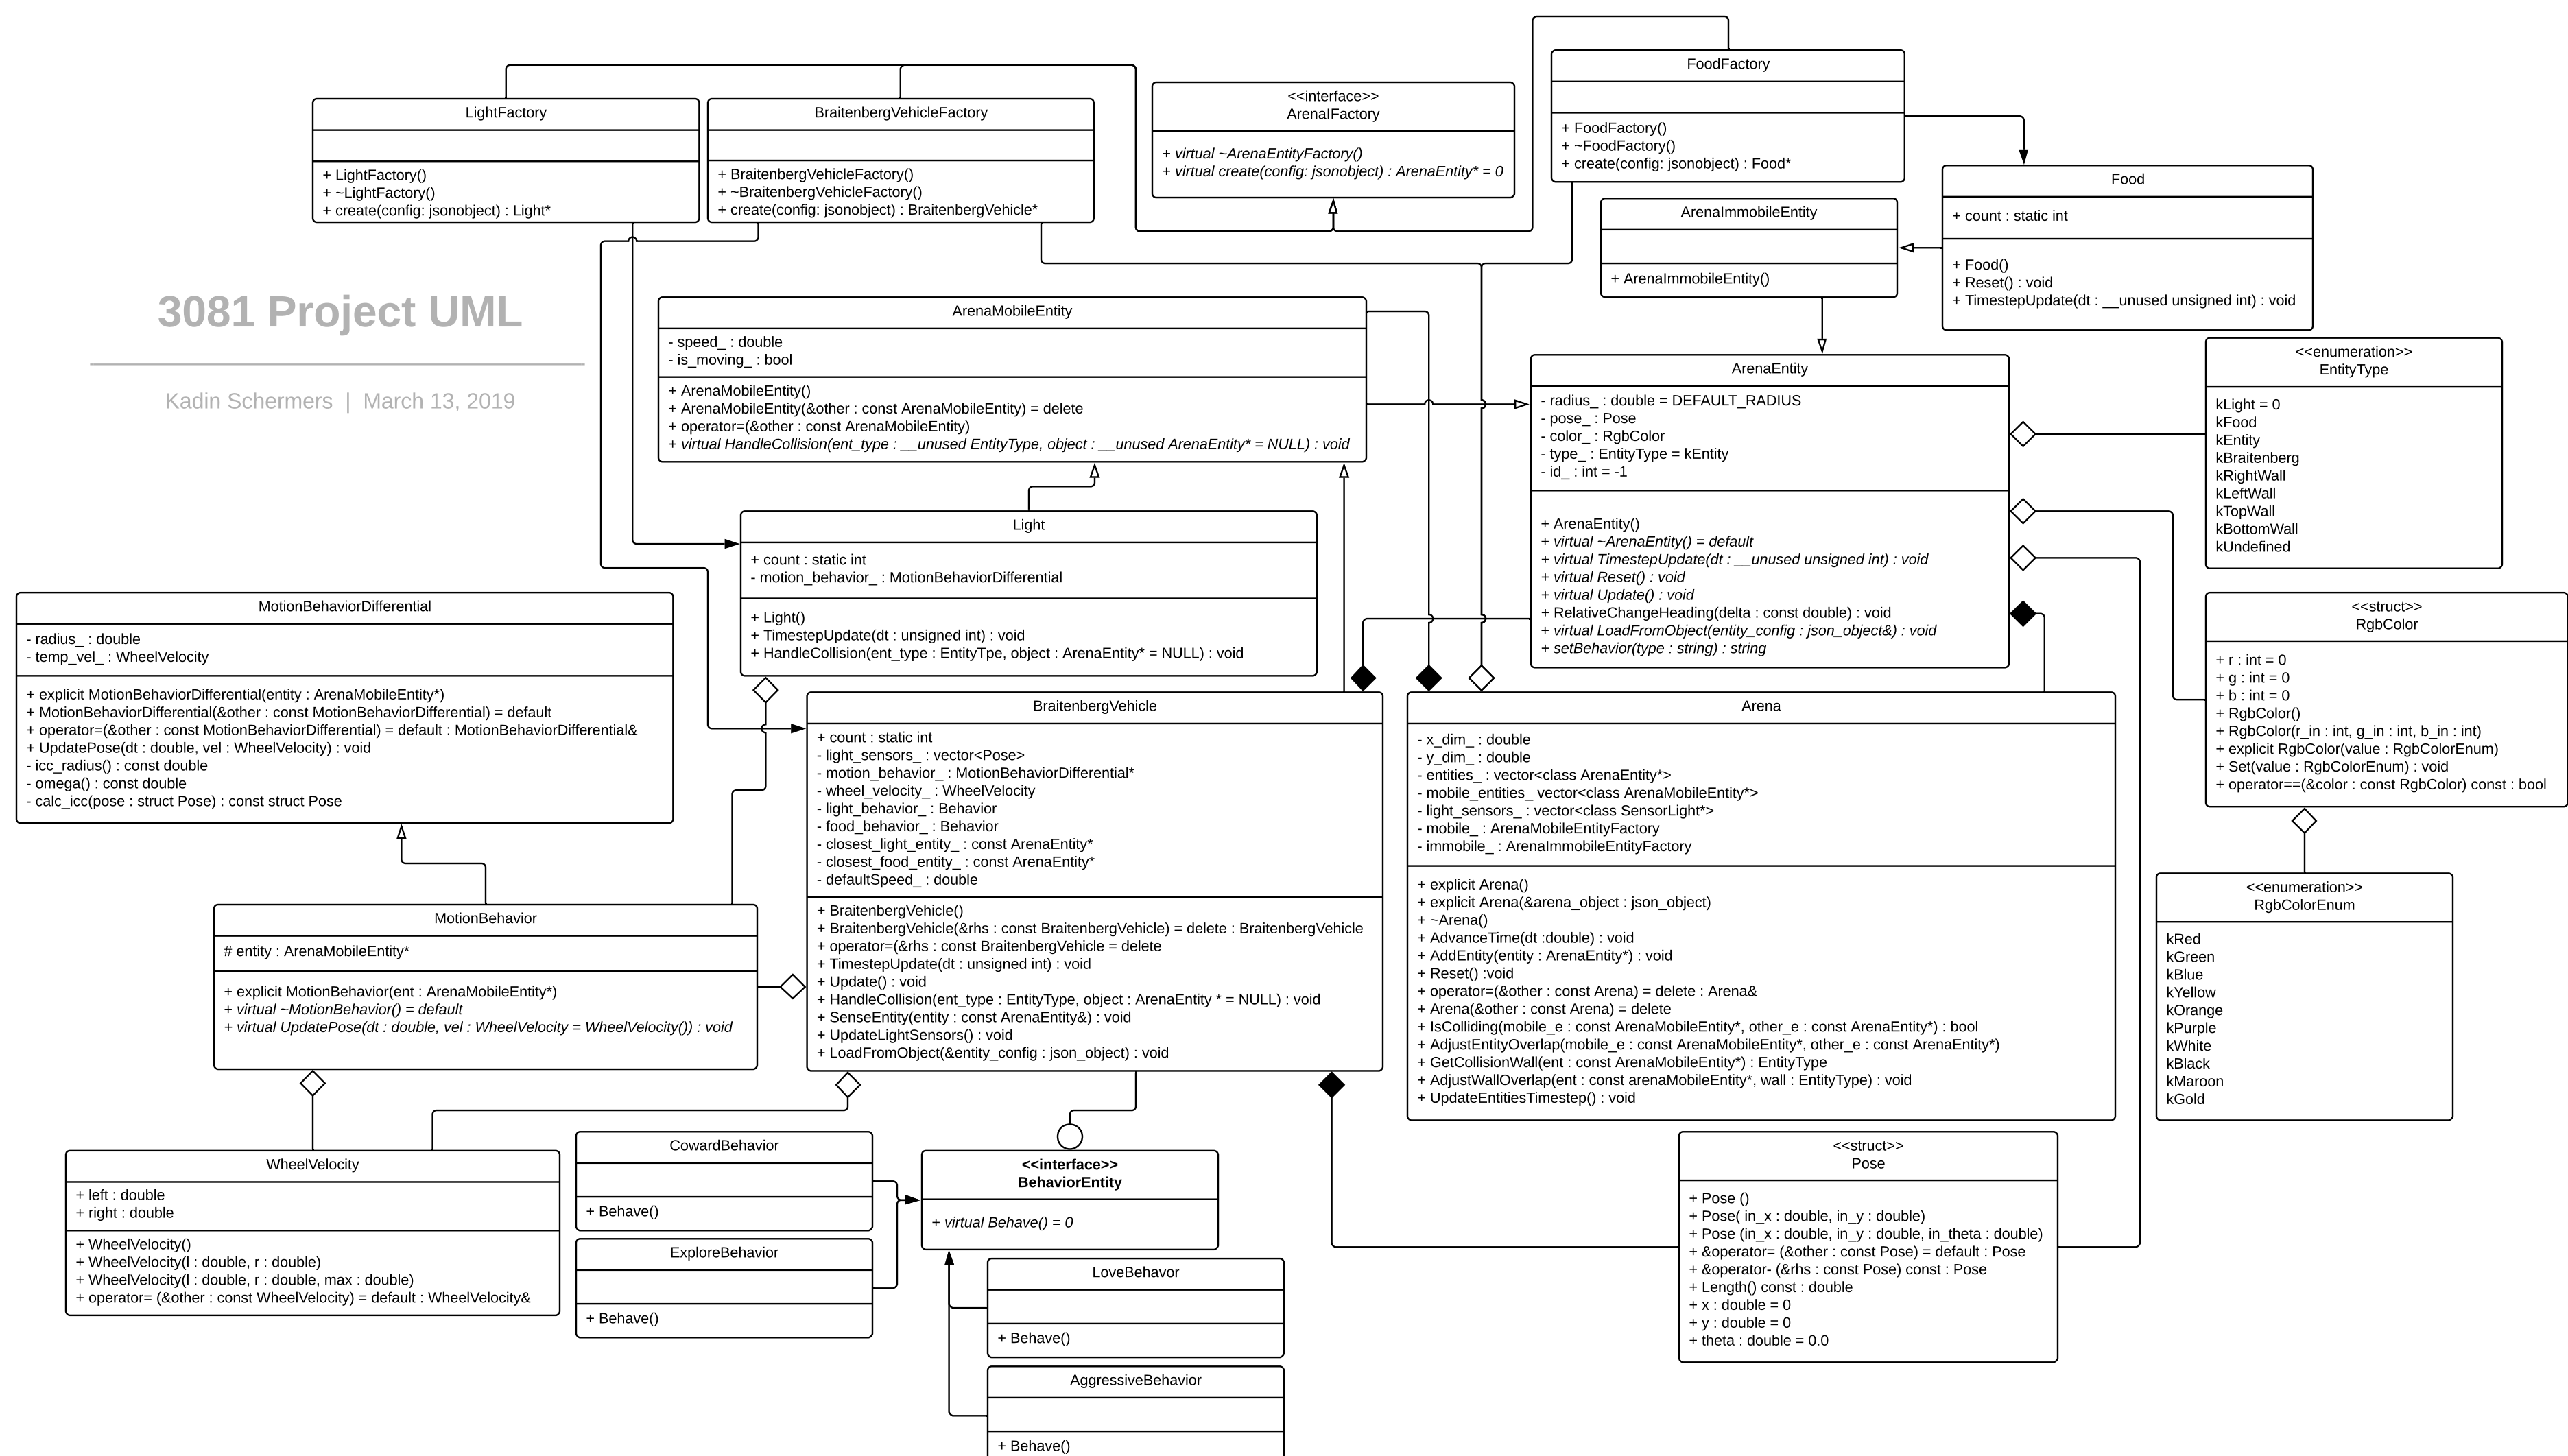 3081 Project UML
Kadin Schermers | March 13, 2019
LightFactory
+ LightFactory()
+ ~LightFactory()
+ create(config: jsonobject) : Light*
BraitenbergVehicleFactory
+ BraitenbergVehicleFactory()
+ ~BraitenbergVehicleFactory()
+ create(config: jsonobject) : BraitenbergVehicle*
<<interface>>
ArenaIFactory
+ virtual ~ArenaEntityFactory()
+ virtual create(config: jsonobject) : ArenaEntity* = 0
FoodFactory
+ FoodFactory()
+ ~FoodFactory()
+ create(config: jsonobject) : Food*
Food
+ count : static int
+ Food()
+ Reset() : void
+ TimestepUpdate(dt : __unused unsigned int) : void
ArenaImmobileEntity
+ ArenaImmobileEntity()
ArenaMobileEntity
- speed_ : double
- is_moving_ : bool
+ ArenaMobileEntity()
+ ArenaMobileEntity(&other : const ArenaMobileEntity) = delete
+ operator=(&other : const ArenaMobileEntity)
+ virtual HandleCollision(ent_type : __unused EntityType, object : __unused ArenaEntity* = NULL) : void
ArenaEntity
- radius_ : double = DEFAULT_RADIUS
- pose_ : Pose
- color_ : RgbColor
- type_ : EntityType = kEntity
- id_ : int = -1
+ ArenaEntity()
+ virtual ~ArenaEntity() = default
+ virtual TimestepUpdate(dt : __unused unsigned int) : void
+ virtual Reset() : void
+ virtual Update() : void
+ RelativeChangeHeading(delta : const double) : void
+ virtual LoadFromObject(entity_config : json_object&) : void
+ setBehavior(type : string) : string
<<enumeration>>
EntityType
kLight = 0
kFood
kEntity
kBraitenberg
kRightWall
kLeftWall
kTopWall
kBottomWall
kUndefined
Light
+ count : static int
- motion_behavior_ : MotionBehaviorDifferential
+ Light()
+ TimestepUpdate(dt : unsigned int) : void
+ HandleCollision(ent_type : EntityTpe, object : ArenaEntity* = NULL) : void
MotionBehaviorDifferential
- radius_ : double
- temp_vel_ : WheelVelocity
+ explicit MotionBehaviorDifferential(entity : ArenaMobileEntity*)
+ MotionBehaviorDifferential(&other : const MotionBehaviorDifferential) = default
+ operator=(&other : const MotionBehaviorDifferential) = default : MotionBehaviorDifferential&
+ UpdatePose(dt : double, vel : WheelVelocity) : void
- icc_radius() : const double
- omega() : const double
- calc_icc(pose : struct Pose) : const struct Pose
<<struct>>
RgbColor
+ r : int = 0
+ g : int = 0
+ b : int = 0
+ RgbColor()
+ RgbColor(r_in : int, g_in : int, b_in : int)
+ explicit RgbColor(value : RgbColorEnum)
+ Set(value : RgbColorEnum) : void
+ operator==(&color : const RgbColor) const : bool
BraitenbergVehicle
+ count : static int
- light_sensors_ : vector<Pose>
- motion_behavior_ : MotionBehaviorDifferential*
- wheel_velocity_ : WheelVelocity
- light_behavior_ : Behavior
- food_behavior_ : Behavior
- closest_light_entity_ : const ArenaEntity*
- closest_food_entity_ : const ArenaEntity*
- defaultSpeed_ : double
+ BraitenbergVehicle()
+ BraitenbergVehicle(&rhs : const BraitenbergVehicle) = delete : BraitenbergVehicle
+ operator=(&rhs : const BraitenbergVehicle = delete
+ TimestepUpdate(dt : unsigned int) : void
+ Update() : void
+ HandleCollision(ent_type : EntityType, object : ArenaEntity * = NULL) : void
+ SenseEntity(entity : const ArenaEntity&) : void
+ UpdateLightSensors() : void
+ LoadFromObject(&entity_config : json_object) : void
Arena
- x_dim_ : double
- y_dim_ : double
- entities_ : vector<class ArenaEntity*>
- mobile_entities_ vector<class ArenaMobileEntity*>
- light_sensors_ : vector<class SensorLight*>
- mobile_ : ArenaMobileEntityFactory
- immobile_ : ArenaImmobileEntityFactory
+ explicit Arena()
+ explicit Arena(&arena_object : json_object)
+ ~Arena()
+ AdvanceTime(dt :double) : void
+ AddEntity(entity : ArenaEntity*) : void
+ Reset() :void
+ operator=(&other : const Arena) = delete : Arena&
+ Arena(&other : const Arena) = delete
+ IsColliding(mobile_e : const ArenaMobileEntity*, other_e : const ArenaEntity*) : bool
+ AdjustEntityOverlap(mobile_e : const ArenaMobileEntity*, other_e : const ArenaEntity*)
+ GetCollisionWall(ent : const ArenaMobileEntity*) : EntityType
+ AdjustWallOverlap(ent : const arenaMobileEntity*, wall : EntityType) : void
+ UpdateEntitiesTimestep() : void
<<enumeration>>
RgbColorEnum
kRed
kGreen
kBlue
kYellow
kOrange
kPurple
kWhite
kBlack
kMaroon
kGold
MotionBehavior
# entity : ArenaMobileEntity*
+ explicit MotionBehavior(ent : ArenaMobileEntity*)
+ virtual ~MotionBehavior() = default
+ virtual UpdatePose(dt : double, vel : WheelVelocity = WheelVelocity()) : void
WheelVelocity
+ left : double
+ right : double
+ WheelVelocity()
+ WheelVelocity(l : double, r : double)
+ WheelVelocity(l : double, r : double, max : double)
+ operator= (&other : const WheelVelocity) = default : WheelVelocity&
CowardBehavior
+ Behave()
ExploreBehavior
+ Behave()
<<interface>>
BehaviorEntity
+ virtual Behave() = 0
LoveBehavor
+ Behave()
AggressiveBehavior
+ Behave()
<<struct>>
Pose
+ Pose ()
+ Pose( in_x : double, in_y : double)
+ Pose (in_x : double, in_y : double, in_theta : double)
+ &operator= (&other : const Pose) = default : Pose
+ &operator- (&rhs : const Pose) const : Pose
+ Length() const : double
+ x : double = 0
+ y : double = 0
+ theta : double = 0.0